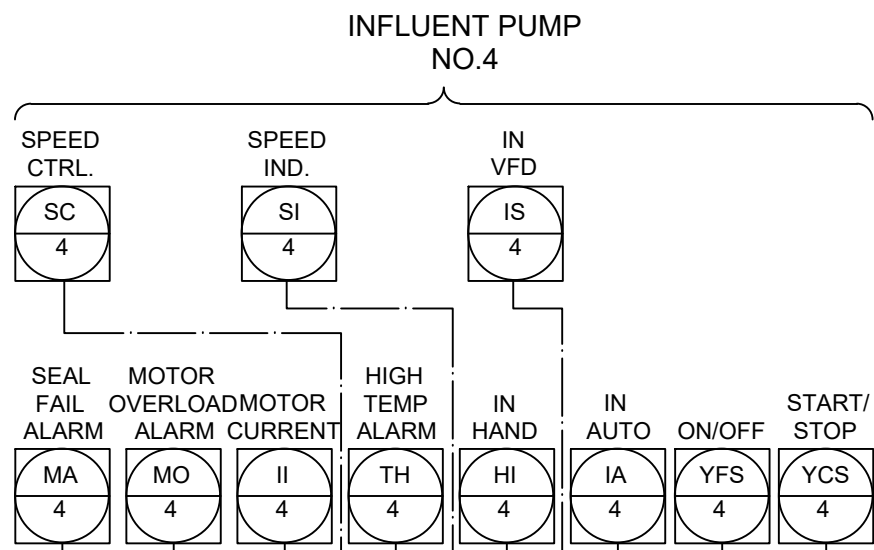 INFLUENT PUMP
NO.4
SPEED
CTRL.
SPEED
IND.
IN
VFD
SC
4
SI
4
IS
4
SEAL
FAIL
ALARM
MOTOR
OVERLOAD
ALARM
MOTOR
CURRENT
HIGH
TEMP
ALARM
IN
HAND
IN
AUTO
ON/OFF
START/
STOP
MA
4
MO
4
II
4
TH
4
HI
4
IA
4
YFS
4
YCS
4